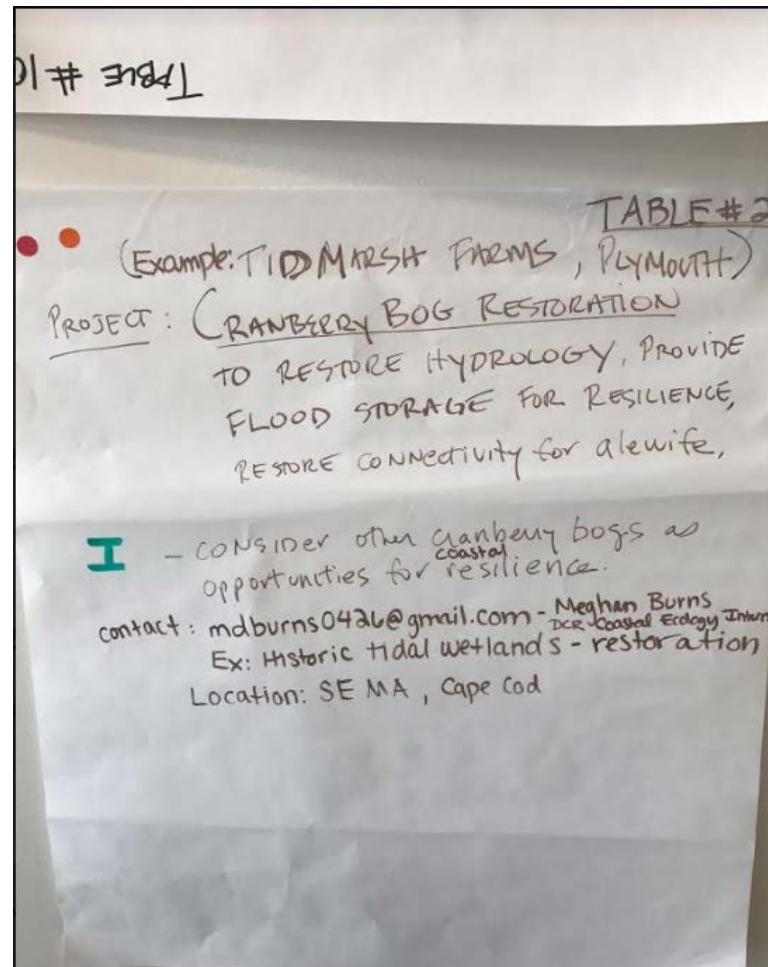 TABLE # 10
TABLE # 2
(Example: TIDMARSH FARMS, PLYMOUTH)
PROJECT: CRANBERRY BOG RESTORATION
TO RESTORE HYDROLOGY, PROVIDE
FLOOD STORAGE FOR RESILIENCE,
RESTORE CONNECTIVITY for alewife,
I - CONSIDER other cranberry bogs as
opportunities for coastal resilience.
contact: mdburns0426@gmail.com - Meghan Burns
DCR Coastal Ecology Intern
Ex: Historic tidal wetlands - restoration
Location: SE MA, Cape Cod